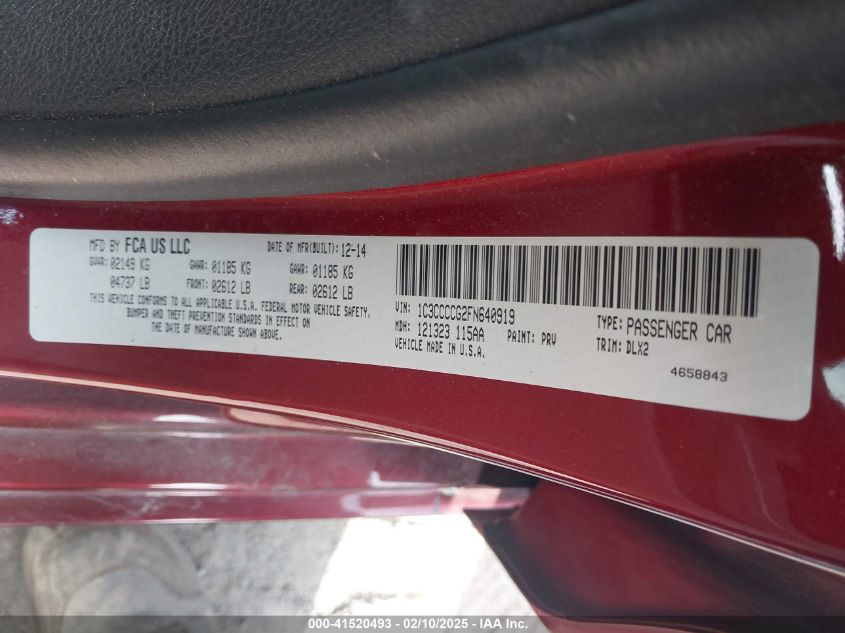 MFD BY FCA US LLC DATE OF MFR(BUILT): 12-14
GVWR: 02149 KG GAWR: 01185 KG GAWR: 01185 KG
04737 LB FRONT: 02612 LB REAR: 02612 LB
THIS VEHICLE CONFORMS TO ALL APPLICABLE U.S.A. FEDERAL MOTOR VEHICLE SAFETY,
BUMPER AND THEFT PREVENTION STANDARDS IN EFFECT ON
THE DATE OF MANUFACTURE SHOWN ABOVE.
VIN: 1C3CCCCG2FN640919 TYPE: PASSENGER CAR
MDH: 121323 115AA PAINT: PRV TRIM: DLX2
VEHICLE MADE IN U.S.A.
4658843
000-41520493 - 02/10/2025 - IAA Inc.